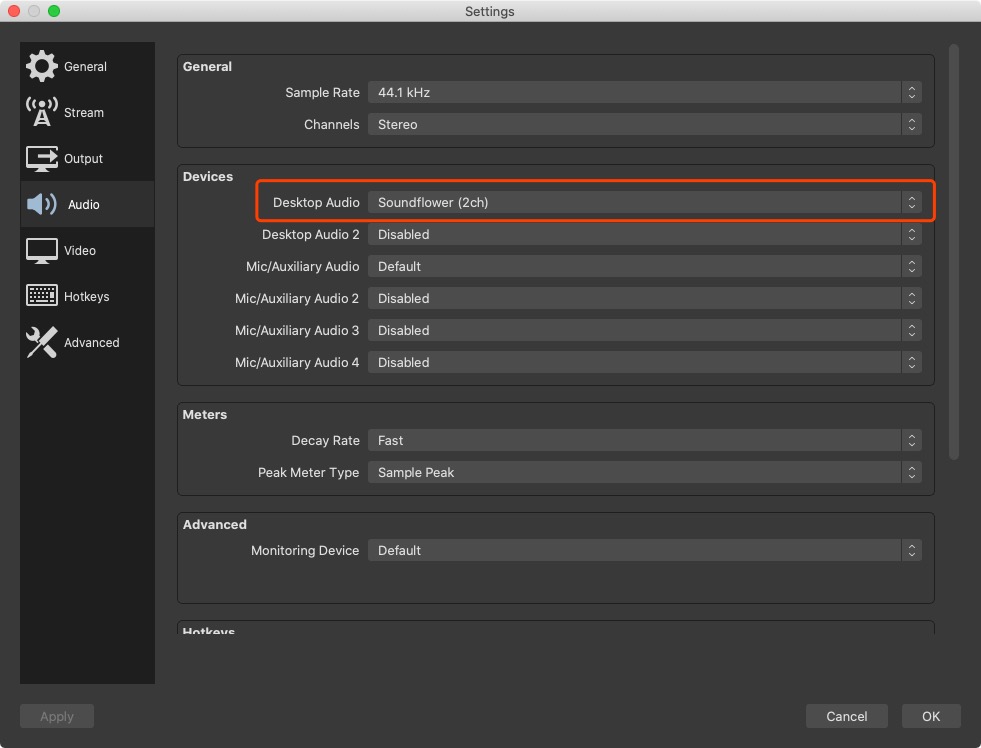 Settings
General
Stream
Output
Audio
Video
Hotkeys
Advanced
General
Sample Rate 44.1 kHz
Channels Stereo
Devices
Desktop Audio Soundflower (2ch)
Desktop Audio 2 Disabled
Mic/Auxiliary Audio Default
Mic/Auxiliary Audio 2 Disabled
Mic/Auxiliary Audio 3 Disabled
Mic/Auxiliary Audio 4 Disabled
Meters
Decay Rate Fast
Peak Meter Type Sample Peak
Advanced
Monitoring Device Default
Hotkeys
Apply
Cancel
OK